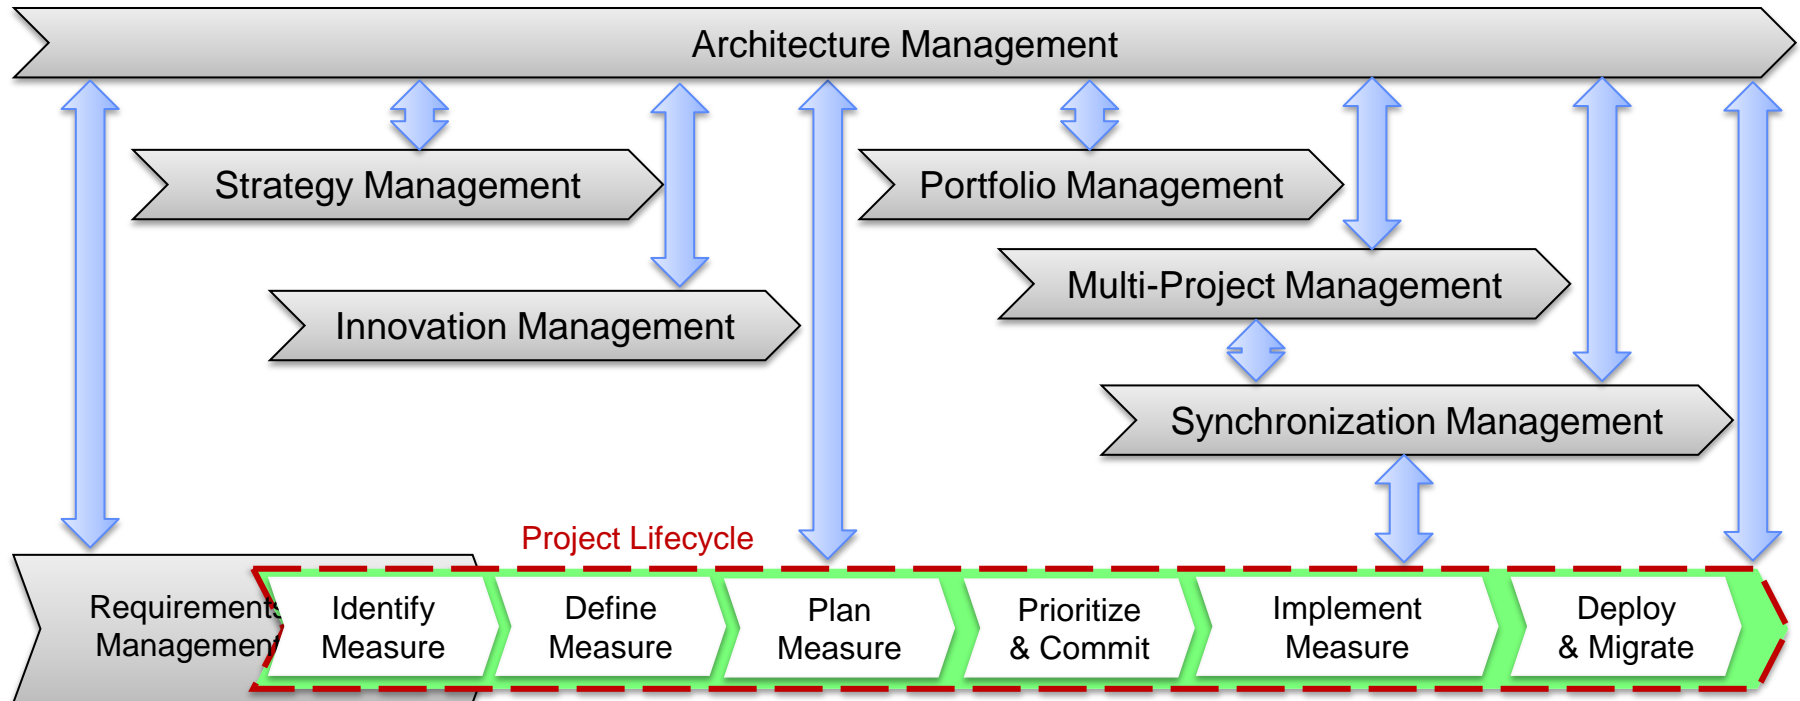 Architecture Management
Strategy Management
Portfolio Management
Multi-Project Management
Innovation Management
Synchronization Management
Project Lifecycle
Requirements
Management
Identify
Measure
Define
Measure
Plan
Measure
Prioritize
& Commit
Implement
Measure
Deploy
& Migrate